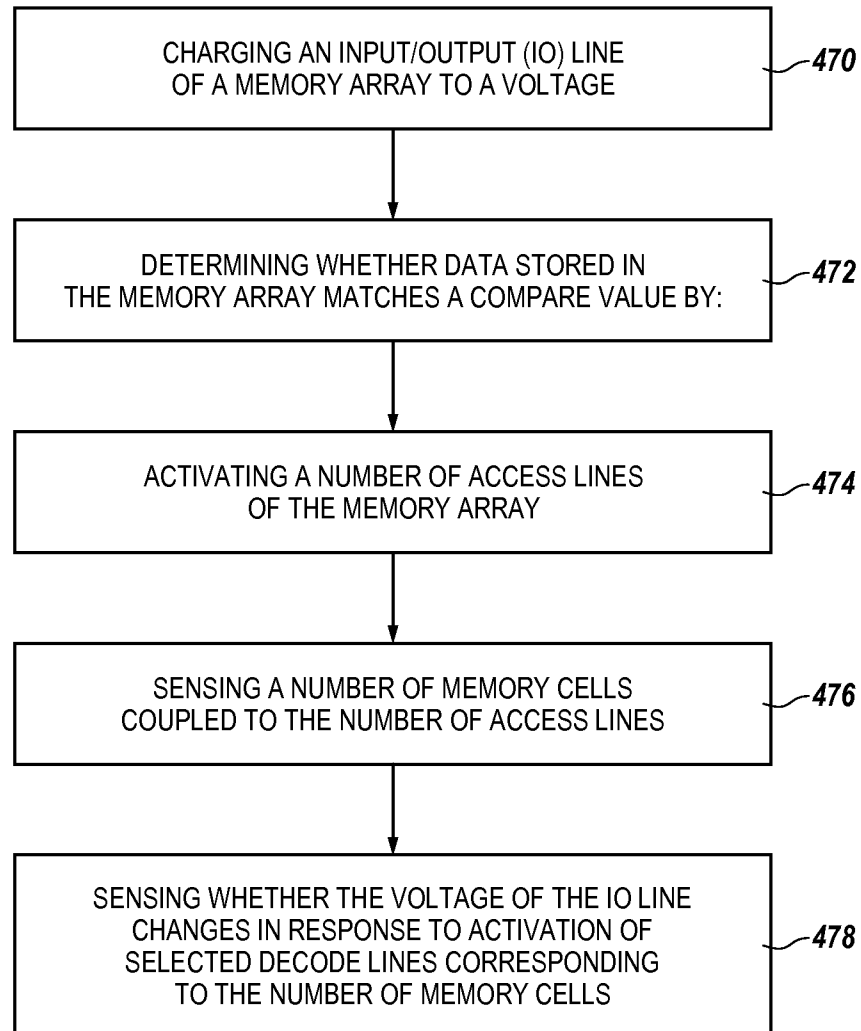 CHARGING AN INPUT/OUTPUT (IO) LINE
OF A MEMORY ARRAY TO A VOLTAGE
470
DETERMINING WHETHER DATA STORED IN
THE MEMORY ARRAY MATCHES A COMPARE VALUE BY:
472
ACTIVATING A NUMBER OF ACCESS LINES
OF THE MEMORY ARRAY
474
SENSING A NUMBER OF MEMORY CELLS
COUPLED TO THE NUMBER OF ACCESS LINES
476
SENSING WHETHER THE VOLTAGE OF THE IO LINE
CHANGES IN RESPONSE TO ACTIVATION OF
SELECTED DECODE LINES CORRESPONDING
TO THE NUMBER OF MEMORY CELLS
478